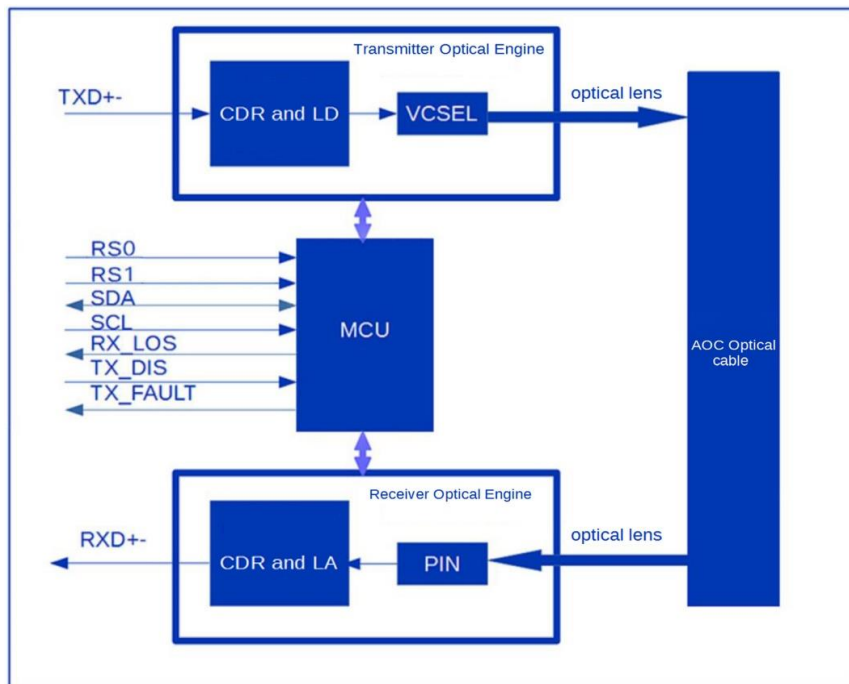 Transmitter Optical Engine
TXD+-
CDR and LD
VCSEL
optical lens
RS0
RS1
SDA
SCL
RX_LOS
TX_DIS
TX_FAULT
MCU
AOC Optical
cable
Receiver Optical Engine
RXD+-
CDR and LA
PIN
optical lens